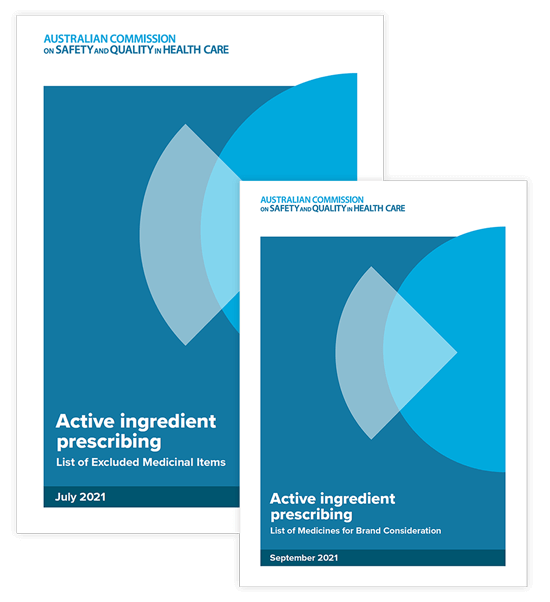 AUSTRALIAN COMMISSION
ON SAFETY AND QUALITY IN HEALTH CARE
Active ingredient
prescribing
List of Excluded Medicinal Items
July 2021
AUSTRALIAN COMMISSION
ON SAFETY AND QUALITY IN HEALTH CARE
Active ingredient
prescribing
List of Medicines for Brand Consideration
September 2021